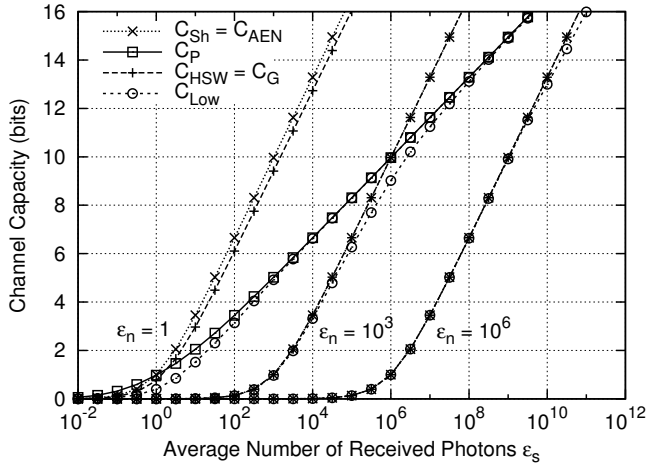 16
14
12
10
8
6
4
2
0
Channel Capacity (bits)
C_Sh = C_AEN
C_P
C_HSW = C_G
C_Low
ε_n = 1
ε_n = 10^3
ε_n = 10^6
10^-2 10^0 10^2 10^4 10^6 10^8 10^10 10^12
Average Number of Received Photons ε_s